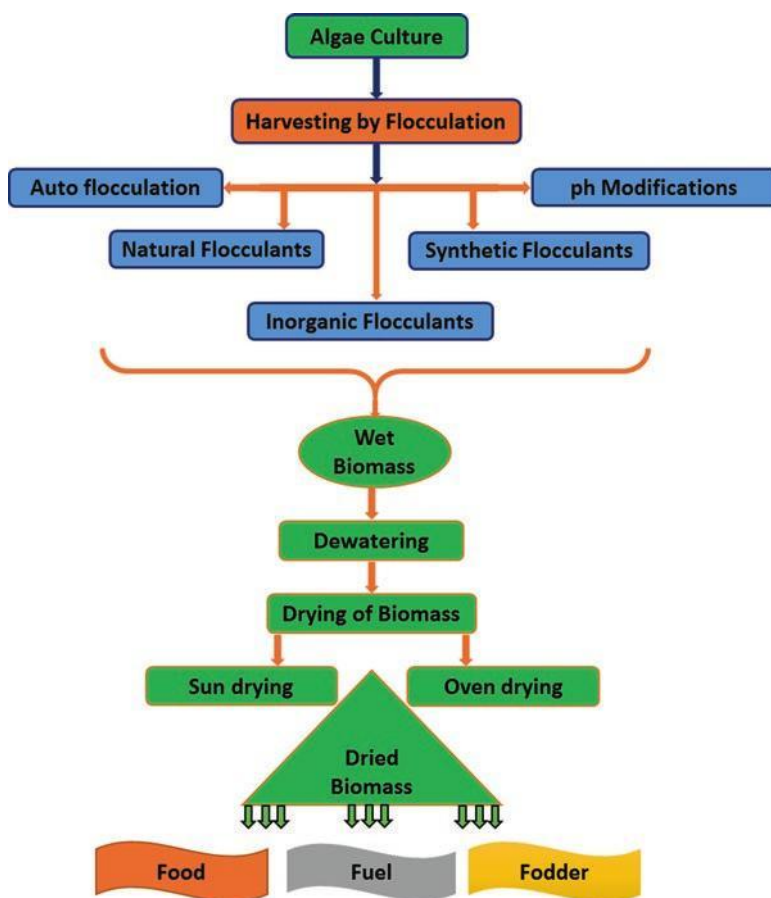 Algae Culture
Harvesting by Flocculation
Auto flocculation
ph Modifications
Natural Flocculants
Synthetic Flocculants
Inorganic Flocculants
Wet
Biomass
Dewatering
Drying of Biomass
Sun drying
Oven drying
Dried
Biomass
Food
Fuel
Fodder